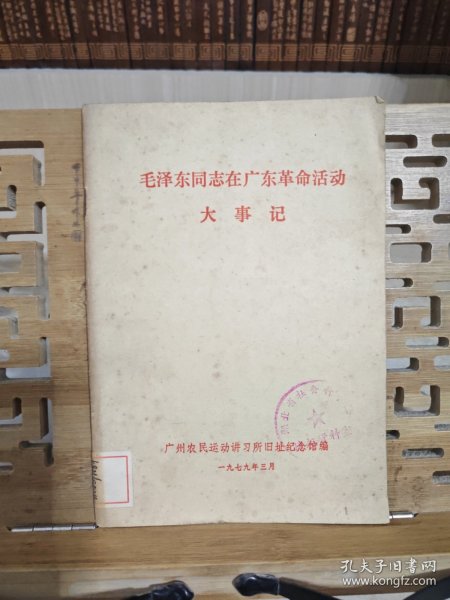 毛泽东同志在广东革命活动
大事记
广州农民运动讲习所旧址纪念馆编
一九七九年三月
孔夫子旧书网
www.kongfz.com